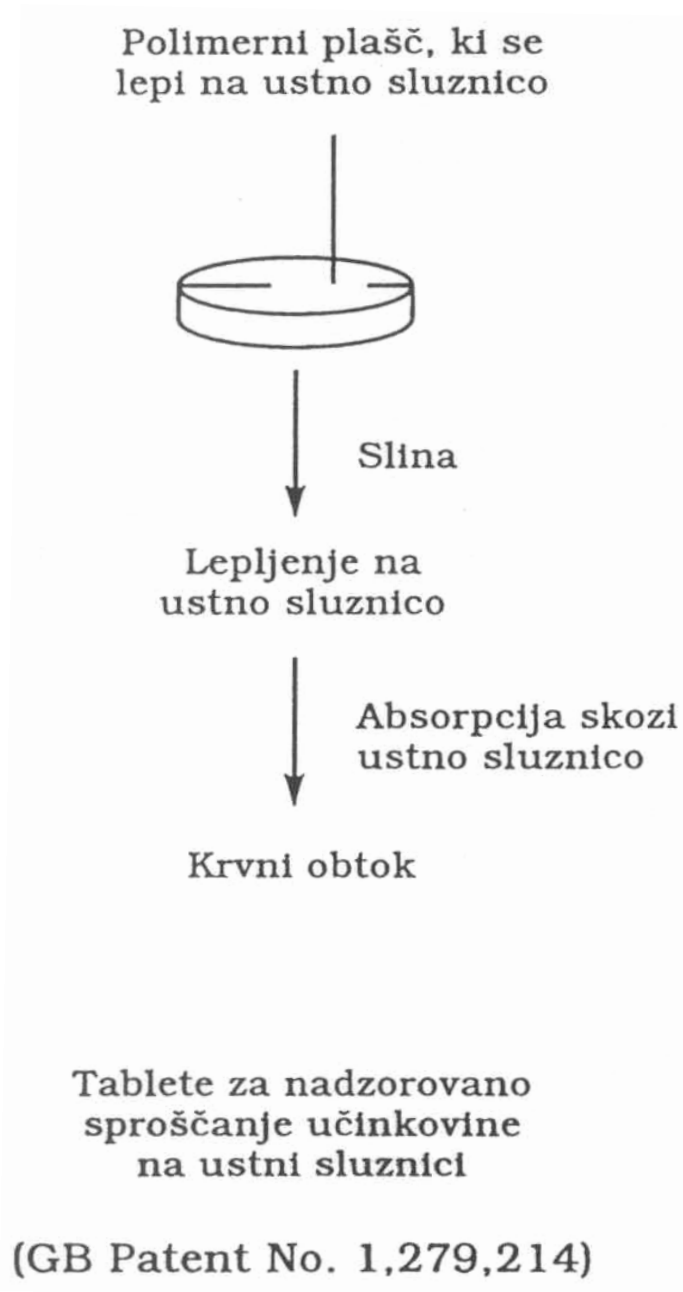 Polimerni plašč, ki se
lepi na ustno sluznico
Slina
Lepljenje na
ustno sluznico
Absorpcija skozi
ustno sluznico
Krvni obtok
Tablete za nadzorovano
sproščanje učinkovine
na ustni sluznici
(GB Patent No. 1,279,214)